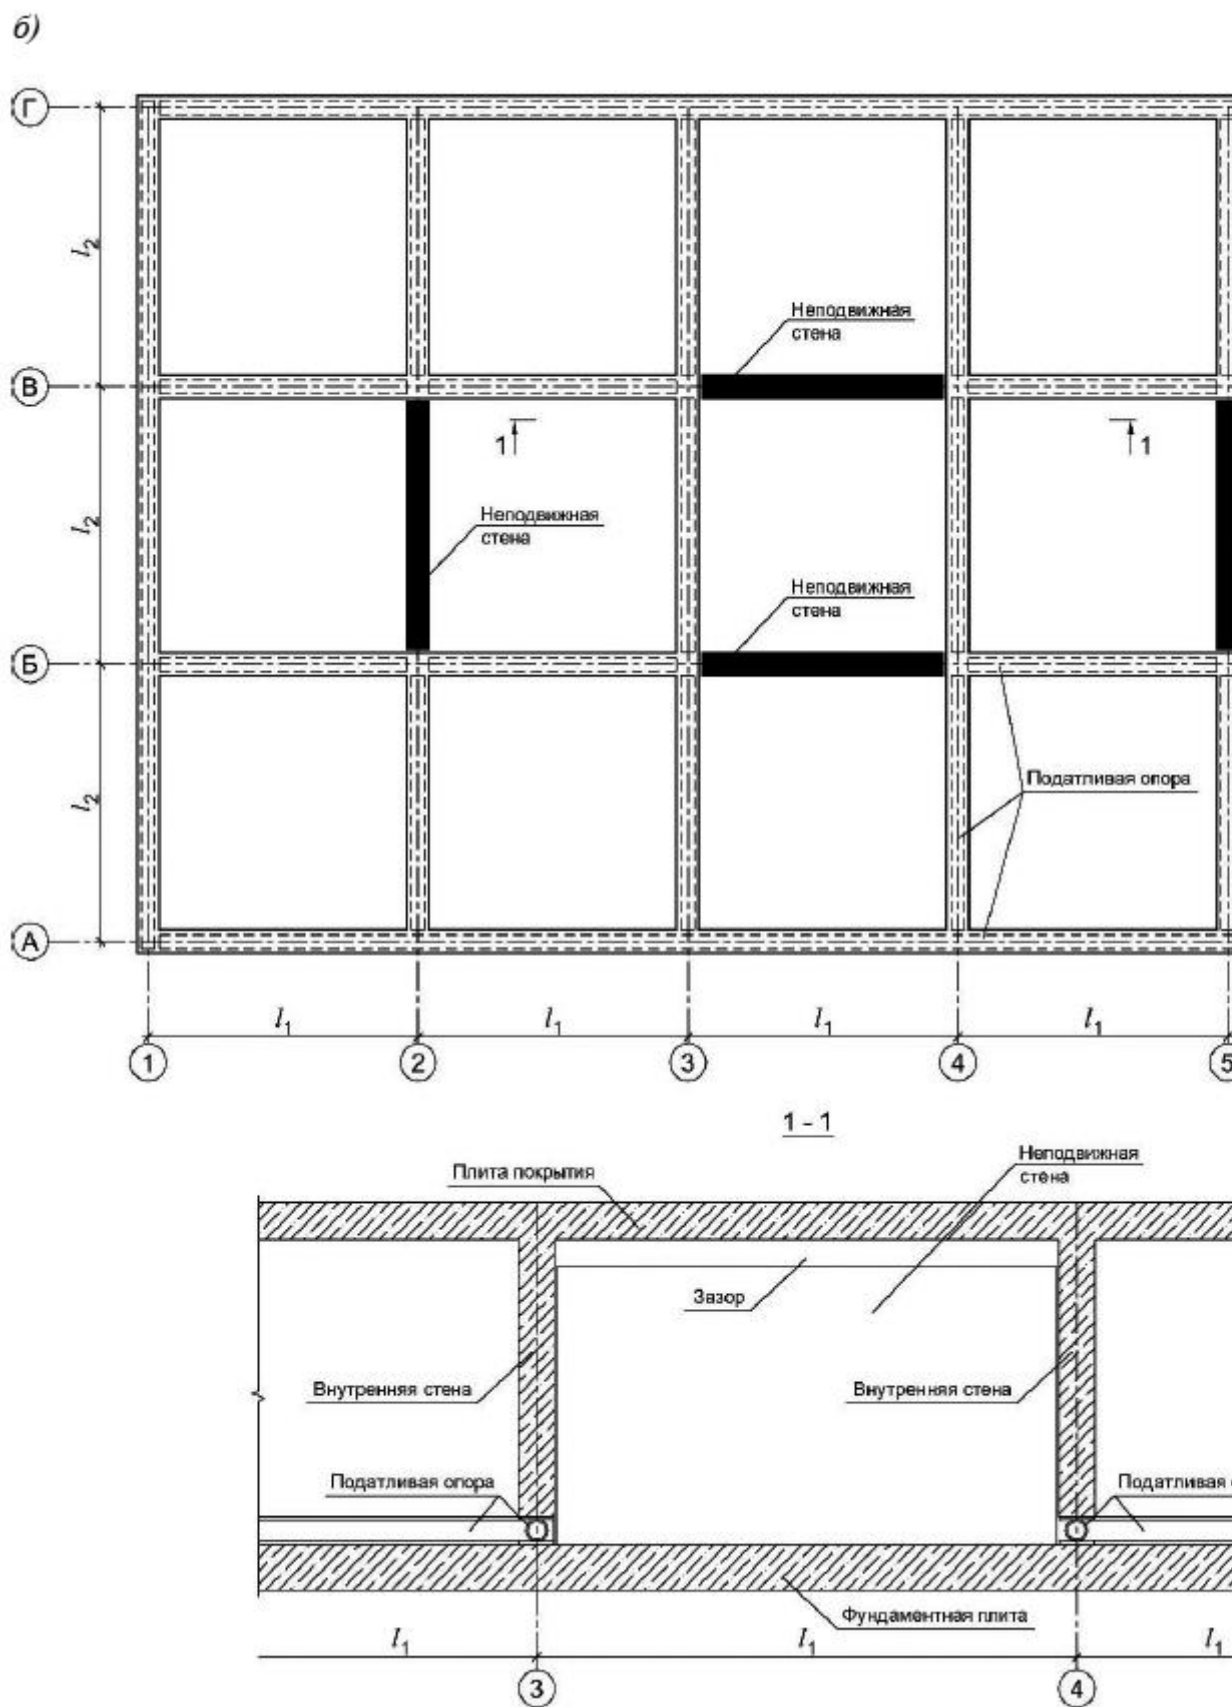 б)
Г
l₂
Неподвижная
стена
В
1
1
l₂
Неподвижная
стена
Неподвижная
стена
Б
Податливая опора
l₂
А
l₁
l₁
l₁
l₁
1
2
3
4
5
1 - 1
Неподвижная
стена
Плита покрытия
Зазор
Внутренняя стена
Внутренняя стена
Податливая опора
Податливая
Фундаментная плита
l₁
l₁
l₁
3
4